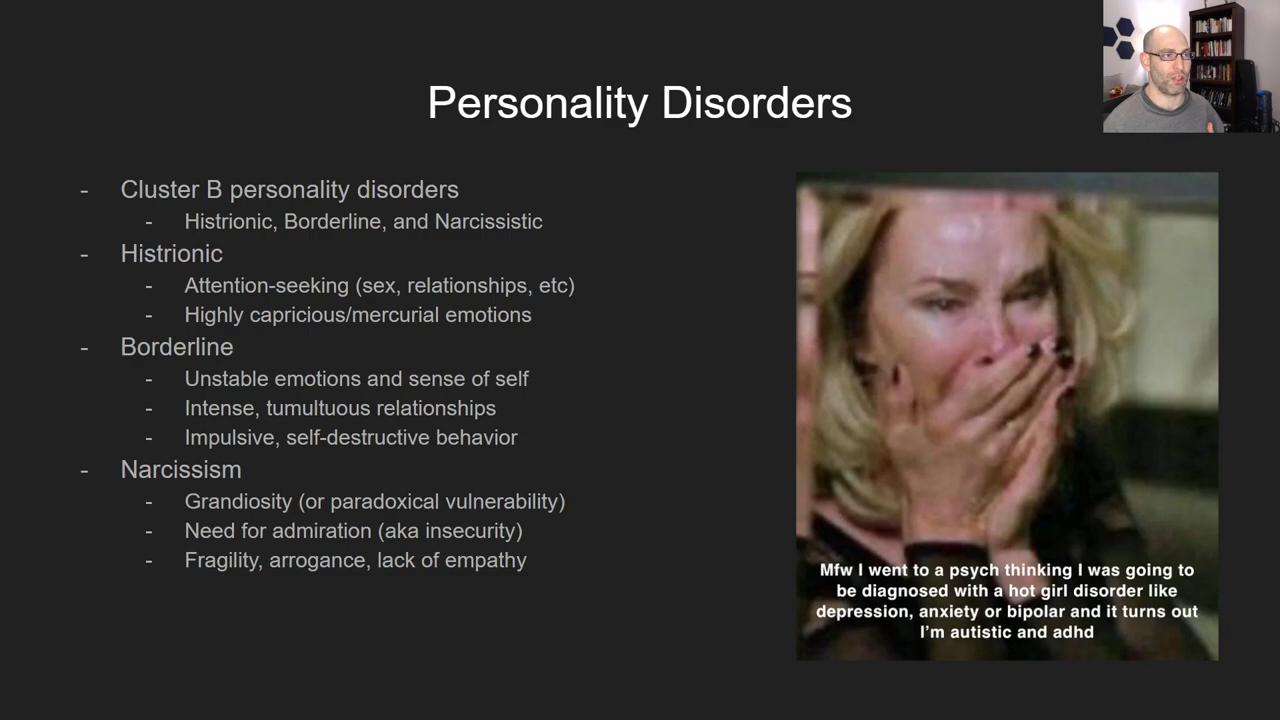 Personality Disorders
- Cluster B personality disorders
- Histrionic, Borderline, and Narcissistic
- Histrionic
- Attention-seeking (sex, relationships, etc)
- Highly capricious/mercurial emotions
- Borderline
- Unstable emotions and sense of self
- Intense, tumultuous relationships
- Impulsive, self-destructive behavior
- Narcissism
- Grandiosity (or paradoxical vulnerability)
- Need for admiration (aka insecurity)
- Fragility, arrogance, lack of empathy
Mfw I went to a psych thinking I was going to
be diagnosed with a hot girl disorder like
depression, anxiety or bipolar and it turns out
I'm autistic and adhd